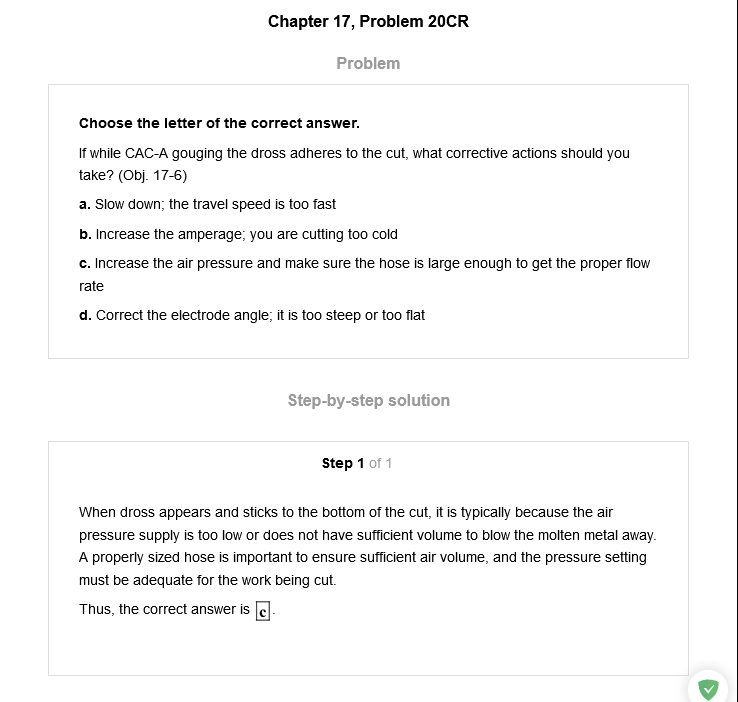 Chapter 17, Problem 20CR
Problem
Choose the letter of the correct answer.
If while CAC-A gouging the dross adheres to the cut, what corrective actions should you
take? (Obj. 17-6)
a. Slow down; the travel speed is too fast
b. Increase the amperage; you are cutting too cold
c. Increase the air pressure and make sure the hose is large enough to get the proper flow
rate
d. Correct the electrode angle; it is too steep or too flat
Step-by-step solution
Step 1 of 1
When dross appears and sticks to the bottom of the cut, it is typically because the air
pressure supply is too low or does not have sufficient volume to blow the molten metal away.
A properly sized hose is important to ensure sufficient air volume, and the pressure setting
must be adequate for the work being cut.
Thus, the correct answer is c.